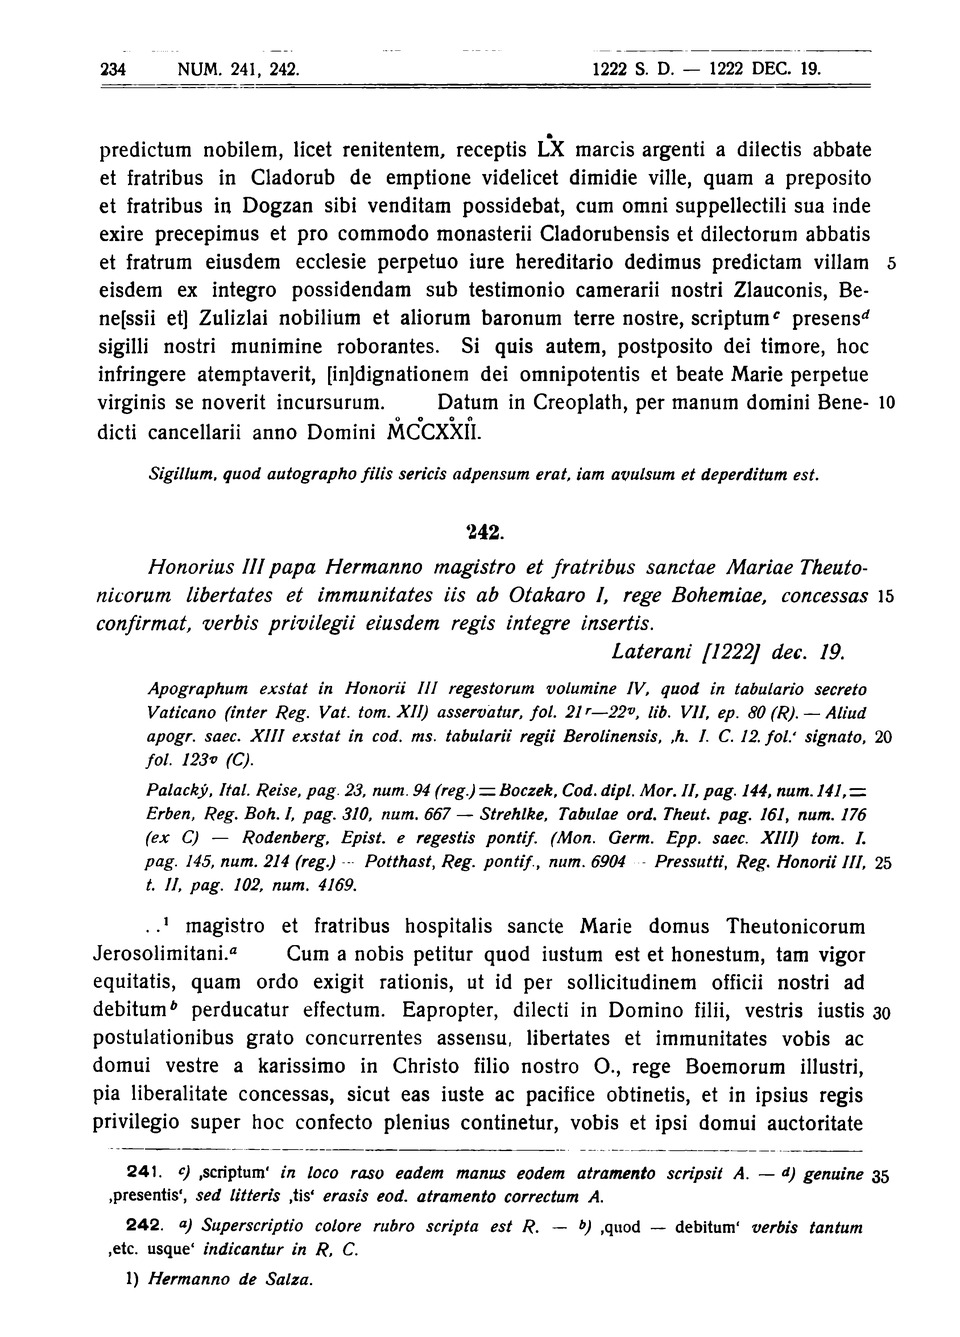 234 NUM. 241, 242. 1222 S. D. — 1222 DEC. 19.
predictum nobilem, licet renitentem, receptis LX marcis argenti a dilectis abbate
et fratribus in Cladorub de emptione videlicet dimidie ville, quam a preposito
et fratribus in Dogzan sibi venditam possidebat, cum omni suppellectili sua inde
exire precepimus et pro commodo monasterii Cladorubensis et dilectorum abbatis
et fratrum eiusdem ecclesie perpetuo iure hereditario dedimus predictam villam 5
eisdem ex integro possidendam sub testimonio camerarii nostri Zlauconis, Be-
ne[ssii et] Zulizlai nobilium et aliorum baronum terre nostre, scriptum c presens d
sigilli nostri munimine roborantes. Si quis autem, postposito dei timore, hoc
infringere atemptaverit, [in]dignationem dei omnipotentis et beate Marie perpetue
virginis se noverit incursurum. Datum in Creoplath, per manum domini Bene- 10
dicti cancellarii anno Domini M̊C̊CXX̊II̊.
Sigillum, quod autographo filis sericis adpensum erat, iam avulsum et deperditum est.
242.
Honorius III papa Hermanno magistro et fratribus sanctae Mariae Theuto-
nicorum libertates et immunitates iis ab Otakaro I, rege Bohemiae, concessas 15
confirmat, verbis privilegii eiusdem regis integre insertis.
Laterani [1222] dec. 19.
Apographum exstat in Honorii III regestorum volumine IV, quod in tabulario secreto
Vaticano (inter Reg. Vat. tom. XII) asservatur, fol. 21r—22v, lib. VII, ep. 80 (R). — Aliud
apogr. saec. XIII exstat in cod. ms. tabularii regii Berolinensis, ‚h. I. C. 12. fol.‘ signato, 20
fol. 123v (C).
Palacký, Ital. Reise, pag. 23, num. 94 (reg.) = Boczek, Cod. dipl. Mor. II, pag. 144, num. 141, =
Erben, Reg. Boh. I, pag. 310, num. 667 — Strehlke, Tabulae ord. Theut. pag. 161, num. 176
(ex C) — Rodenberg, Epist. e regestis pontif. (Mon. Germ. Epp. saec. XIII) tom. I.
pag. 145, num. 214 (reg.) — Potthast, Reg. pontif., num. 6904 — Pressutti, Reg. Honorii III, 25
t. II, pag. 102, num. 4169.
. .1 magistro et fratribus hospitalis sancte Marie domus Theutonicorum
Jerosolimitani.a Cum a nobis petitur quod iustum est et honestum, tam vigor
equitatis, quam ordo exigit rationis, ut id per sollicitudinem officii nostri ad
debitum b perducatur effectum. Eapropter, dilecti in Domino filii, vestris iustis 30
postulationibus grato concurrentes assensu, libertates et immunitates vobis ac
domui vestre a karissimo in Christo filio nostro O., rege Boemorum illustri,
pia liberalitate concessas, sicut eas iuste ac pacifice obtinetis, et in ipsius regis
privilegio super hoc confecto plenius continetur, vobis et ipsi domui auctoritate
241. c) ‚scriptum‘ in loco raso eadem manus eodem atramento scripsit A. — d) genuine 35
‚presentis‘, sed litteris ‚tis‘ erasis eod. atramento correctum A.
242. a) Superscriptio colore rubro scripta est R. — b) ‚quod — debitum‘ verbis tantum
‚etc. usque‘ indicantur in R, C.
1) Hermanno de Salza.